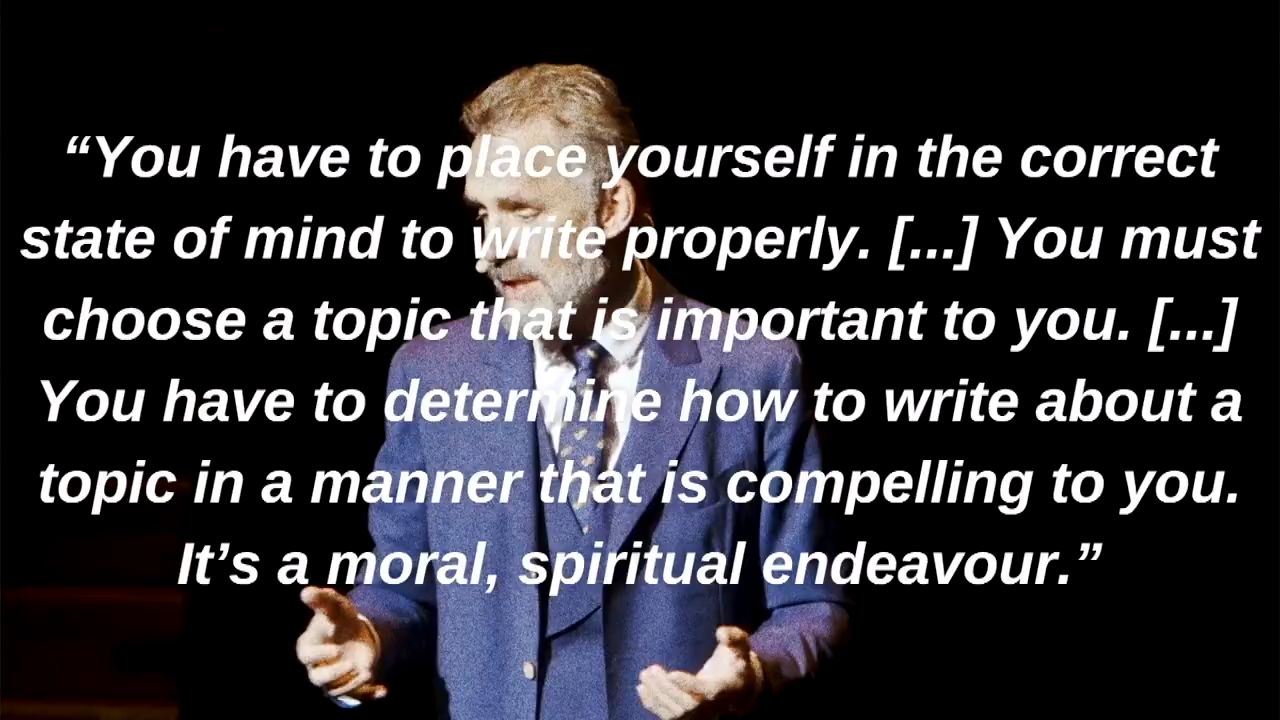 “You have to place yourself in the correct
state of mind to write properly. [...] You must
choose a topic that is important to you. [...]
You have to determine how to write about a
topic in a manner that is compelling to you.
It’s a moral, spiritual endeavour.”